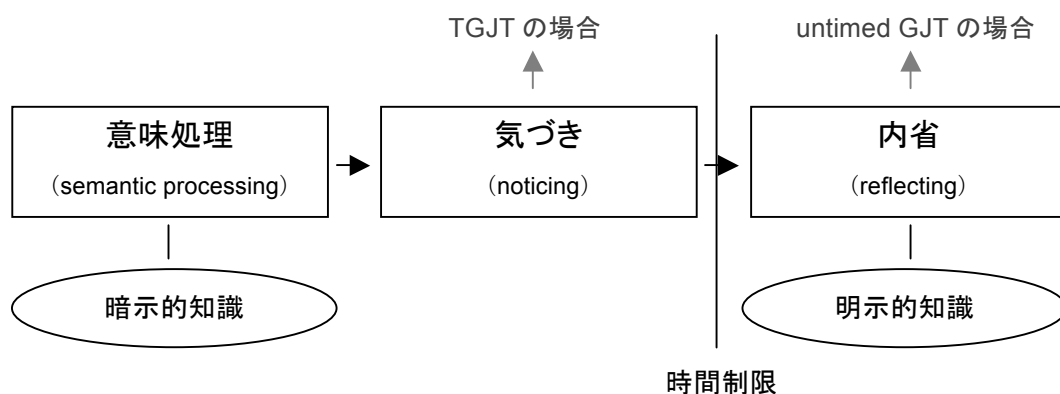 TGJT の場合
untimed GJT の場合
意味処理
（semantic processing）
気づき
（noticing）
内省
（reflecting）
暗示的知識
明示的知識
時間制限